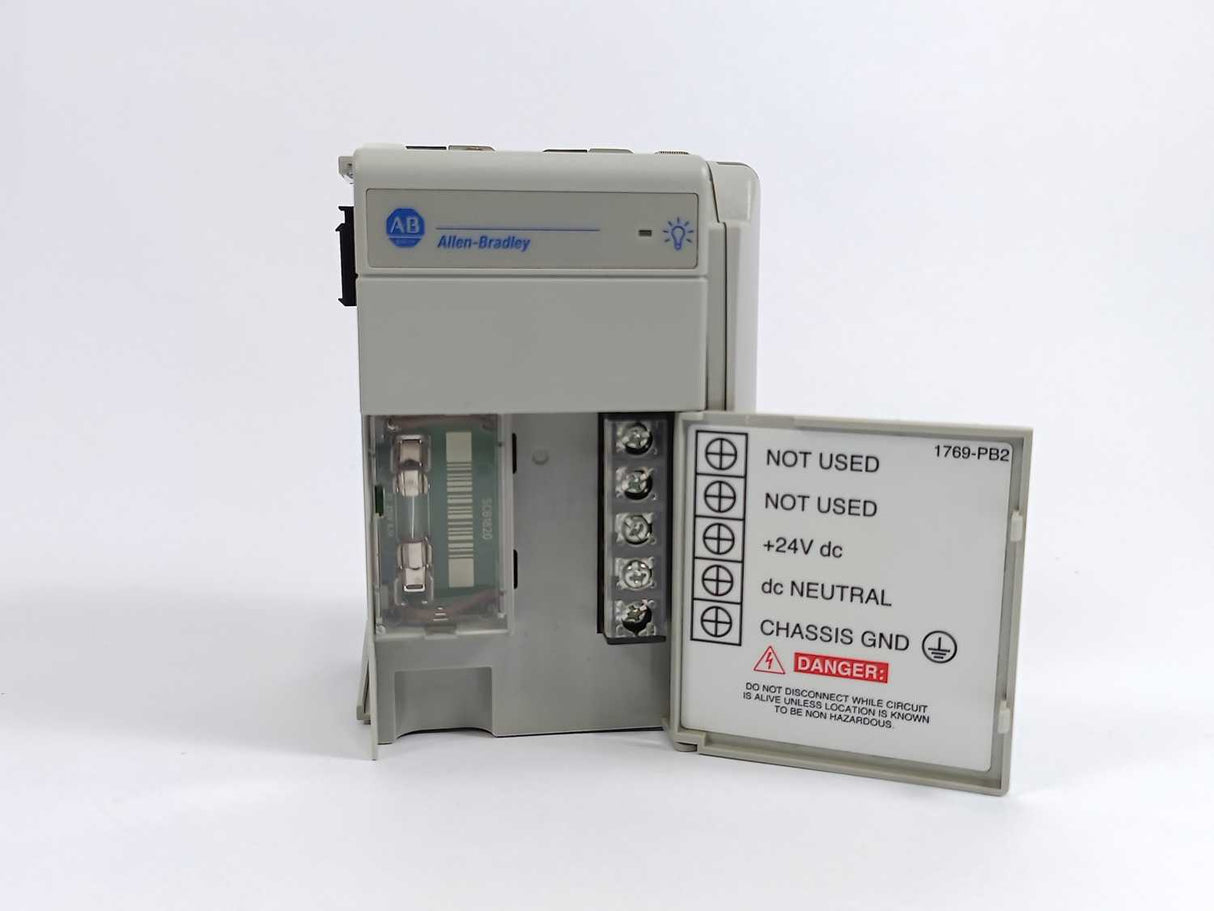 AB
Allen-Bradley
1769-PB2
NOT USED
NOT USED
+24V dc
dc NEUTRAL
CHASSIS GND
DANGER:
DO NOT DISCONNECT WHILE CIRCUIT
IS ALIVE UNLESS LOCATION IS KNOWN
TO BE NON HAZARDOUS.